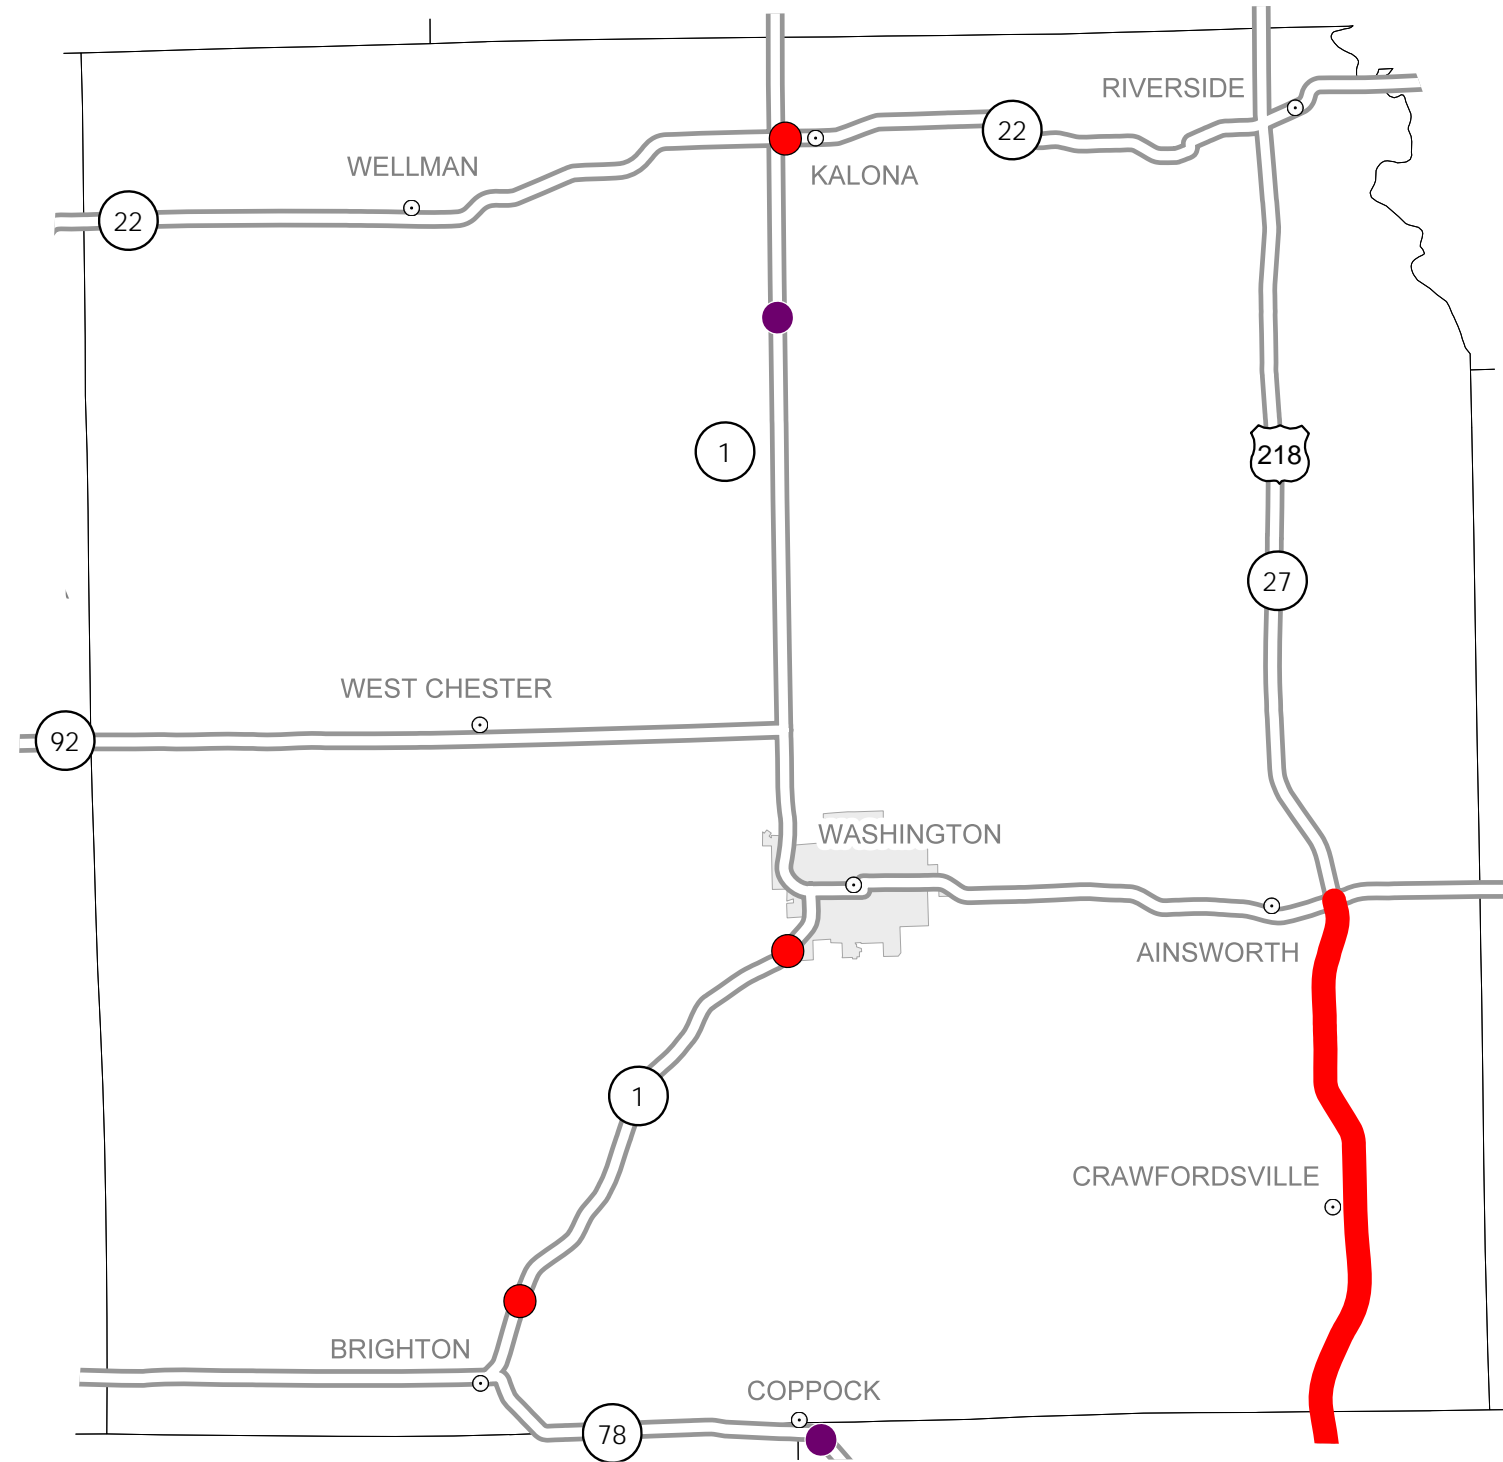 RIVERSIDE
22
WELLMAN
KALONA
22
1
218
27
WEST CHESTER
92
WASHINGTON
AINSWORTH
1
CRAWFORDSVILLE
BRIGHTON
COPPOCK
78